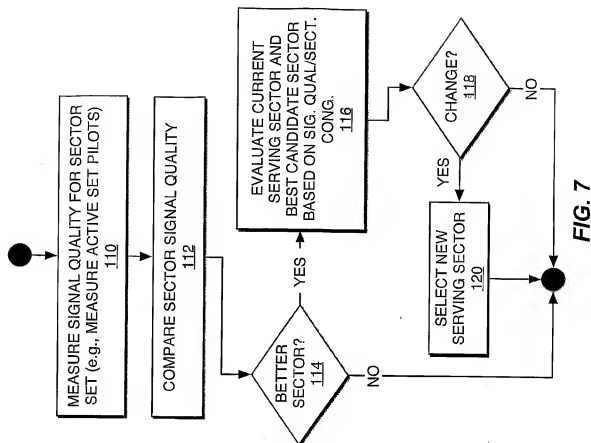 MEASURE SIGNAL QUALITY FOR SECTOR
SET (e.g., MEASURE ACTIVE SET PILOTS)
110
COMPARE SECTOR SIGNAL QUALITY
112
BETTER
SECTOR?
114
YES
NO
EVALUATE CURRENT
SERVING SECTOR AND
BEST CANDIDATE SECTOR
BASED ON SIG. QUAL/SECT.
CONG.
116
CHANGE?
118
YES
NO
SELECT NEW
SERVING SECTOR
120
FIG. 7